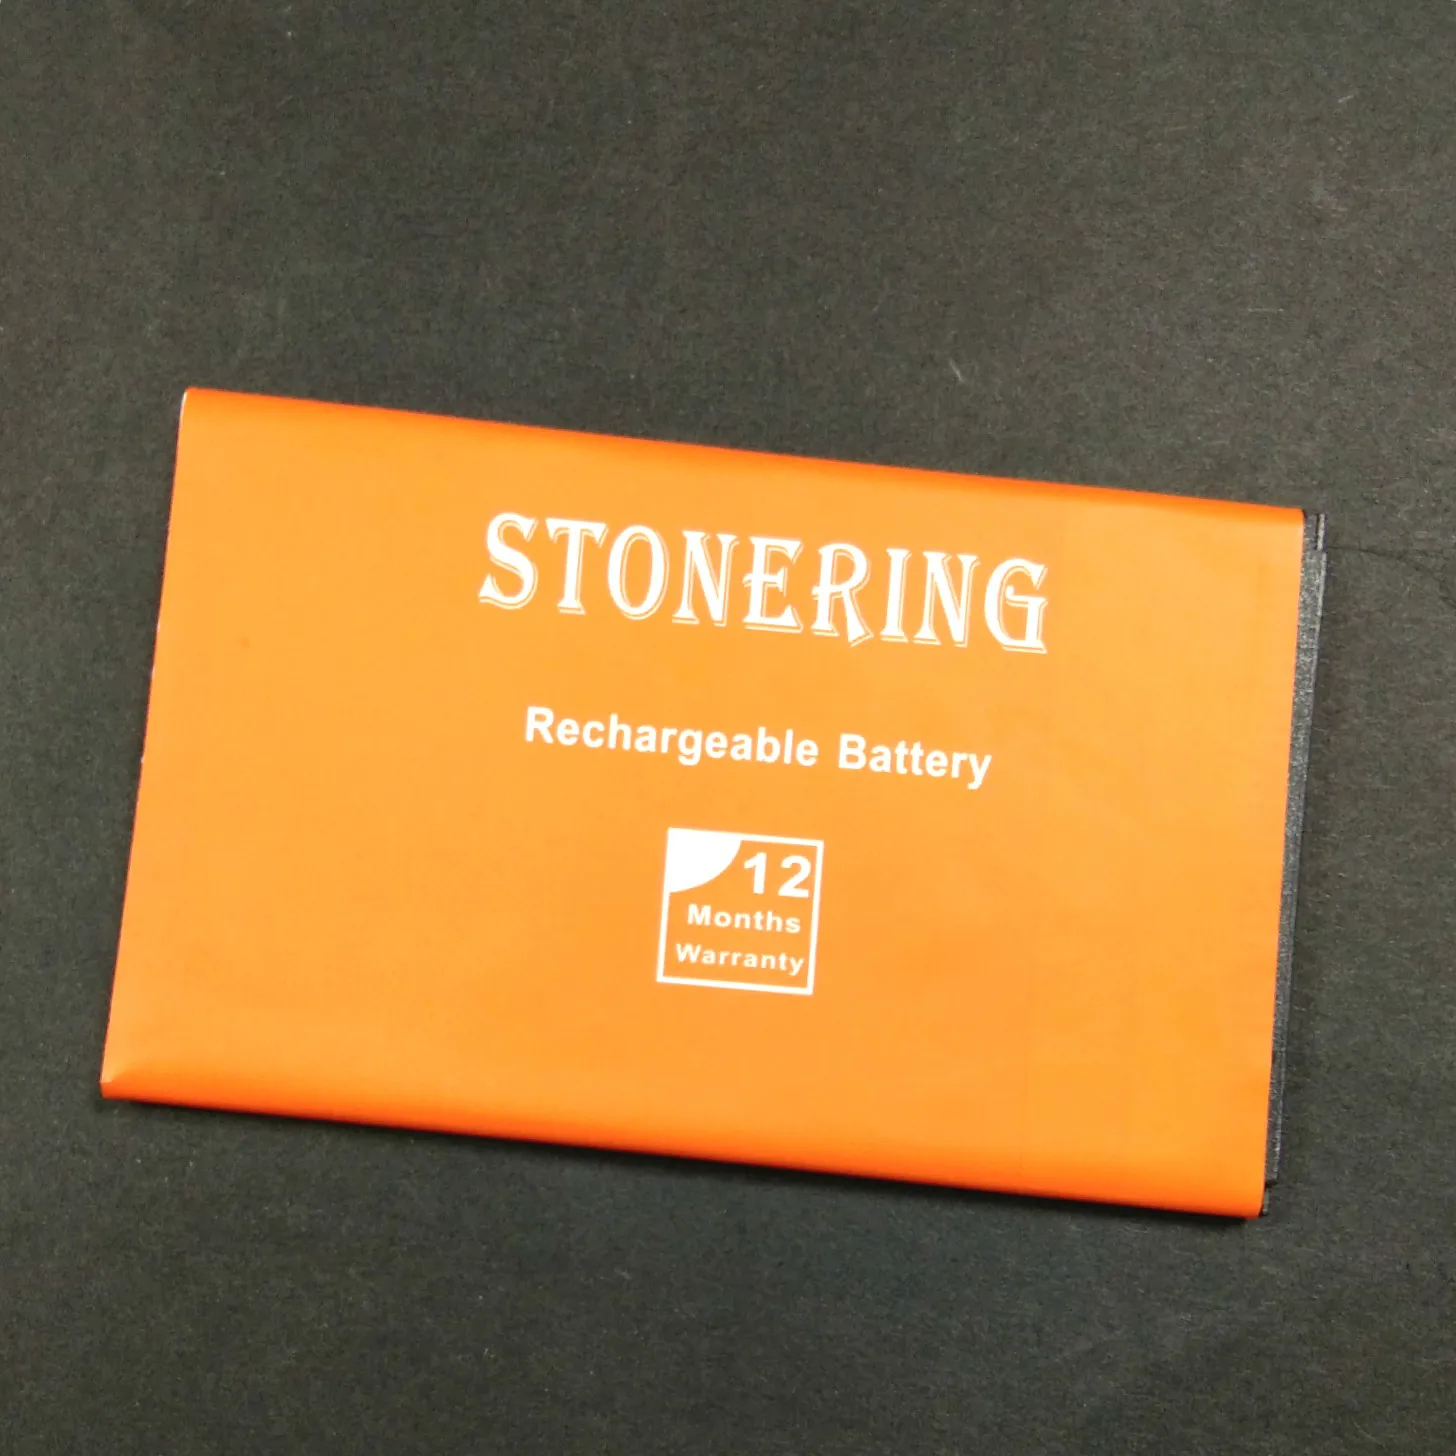 STONERING
Rechargeable Battery
12
Months
Warranty